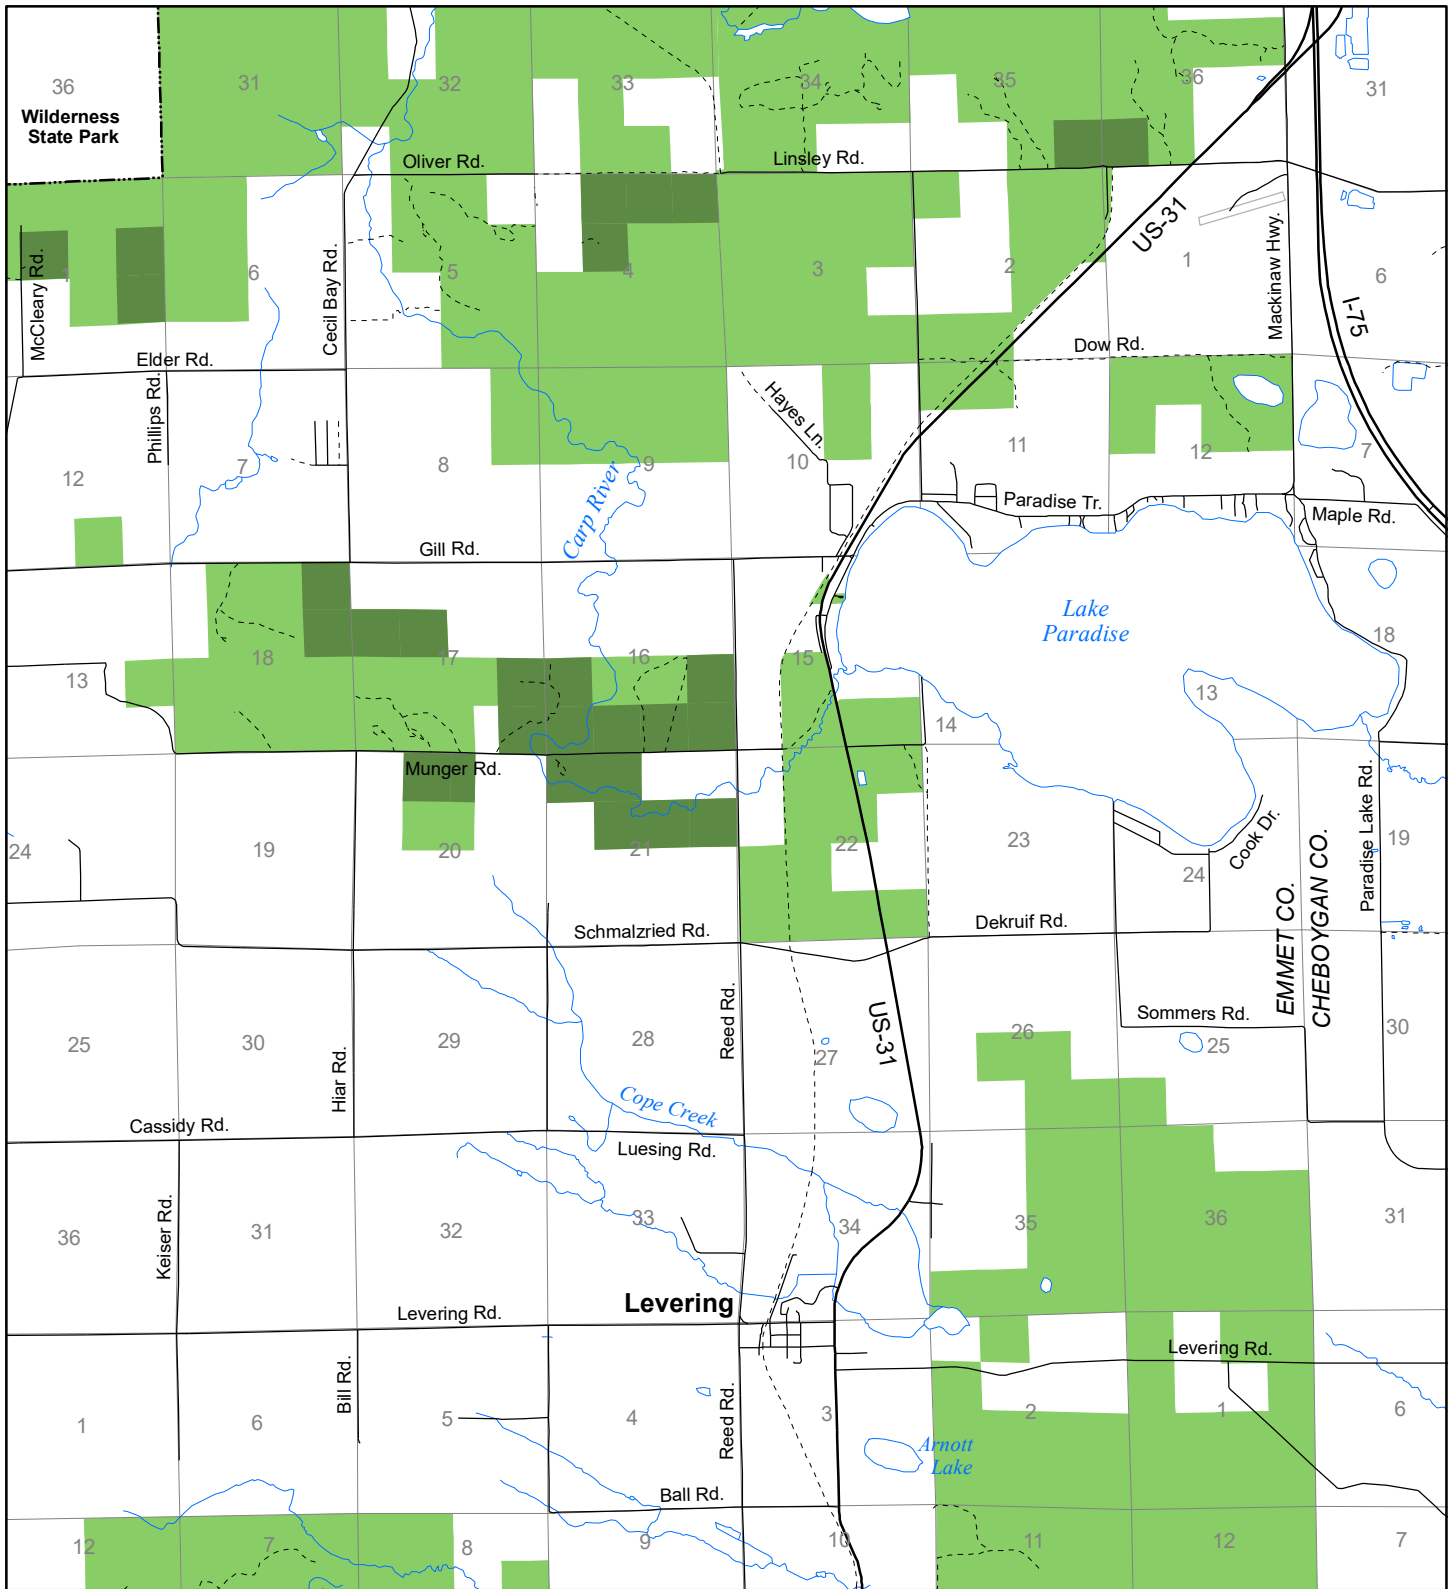 36
31
32
33
34
35
36
31
Wilderness
State Park
Oliver Rd.
Linsley Rd.
US-31
McCleary Rd.
1
6
Cecil Bay Rd.
5
4
3
2
1
Mackinaw Hwy.
6
I-75
Elder Rd.
Dow Rd.
Phillips Rd.
Hayes Ln.
12
7
8
9
10
11
12
7
Carp River
Paradise Tr.
Maple Rd.
Gill Rd.
Lake
Paradise
13
18
17
16
15
14
13
18
Munger Rd.
Paradise Lake Rd.
24
19
20
21
22
23
24
19
Cook Dr.
EMMET CO.
CHEBOYGAN CO.
Schmalzried Rd.
Dekruif Rd.
Reed Rd.
US-31
Sommers Rd.
25
30
29
28
27
26
25
30
Hiar Rd.
Cope Creek
Cassidy Rd.
Luesing Rd.
Keiser Rd.
36
31
32
33
34
35
36
31
Levering
Levering Rd.
Levering Rd.
Bill Rd.
Reed Rd.
1
6
5
4
3
2
1
6
Arnott
Lake
Ball Rd.
12
7
8
9
10
11
12
7